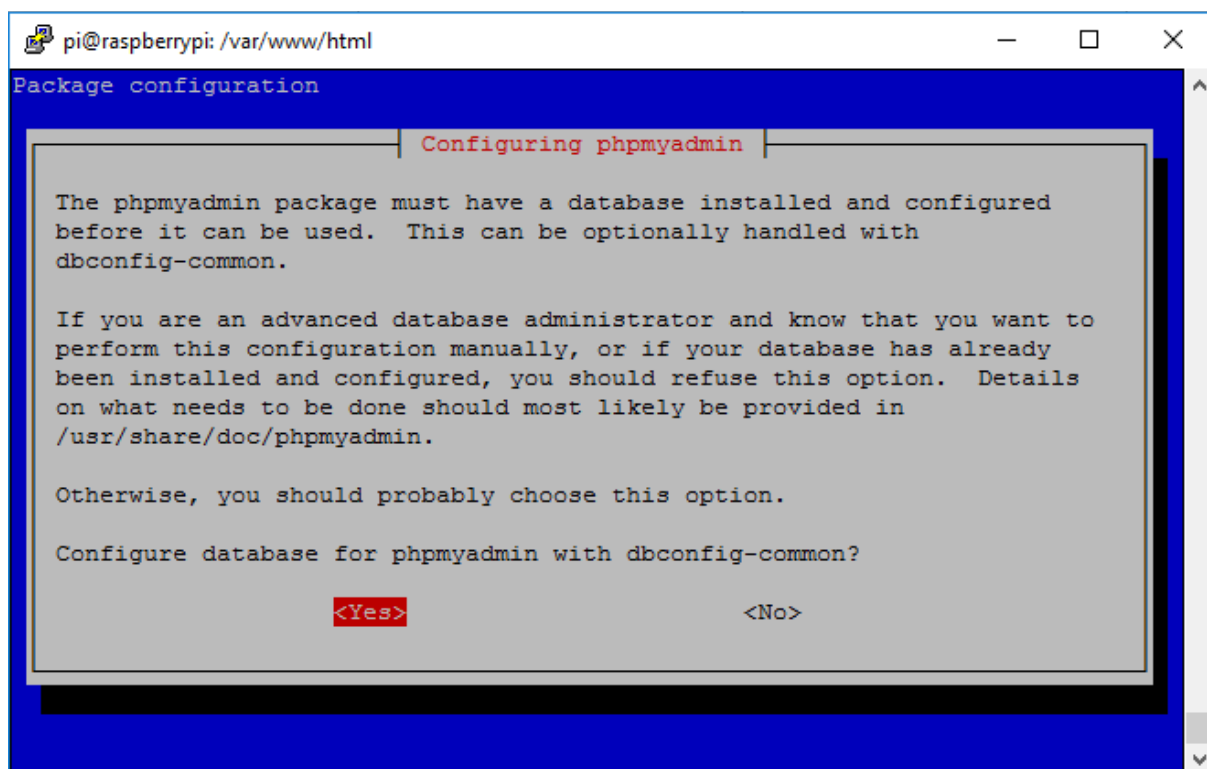 pi@raspberrypi: /var/www/html
Package configuration
Configuring phpmyadmin
The phpmyadmin package must have a database installed and configured
before it can be used.  This can be optionally handled with
dbconfig-common.
If you are an advanced database administrator and know that you want to
perform this configuration manually, or if your database has already
been installed and configured, you should refuse this option.  Details
on what needs to be done should most likely be provided in
/usr/share/doc/phpmyadmin.
Otherwise, you should probably choose this option.
Configure database for phpmyadmin with dbconfig-common?
<Yes> <No>